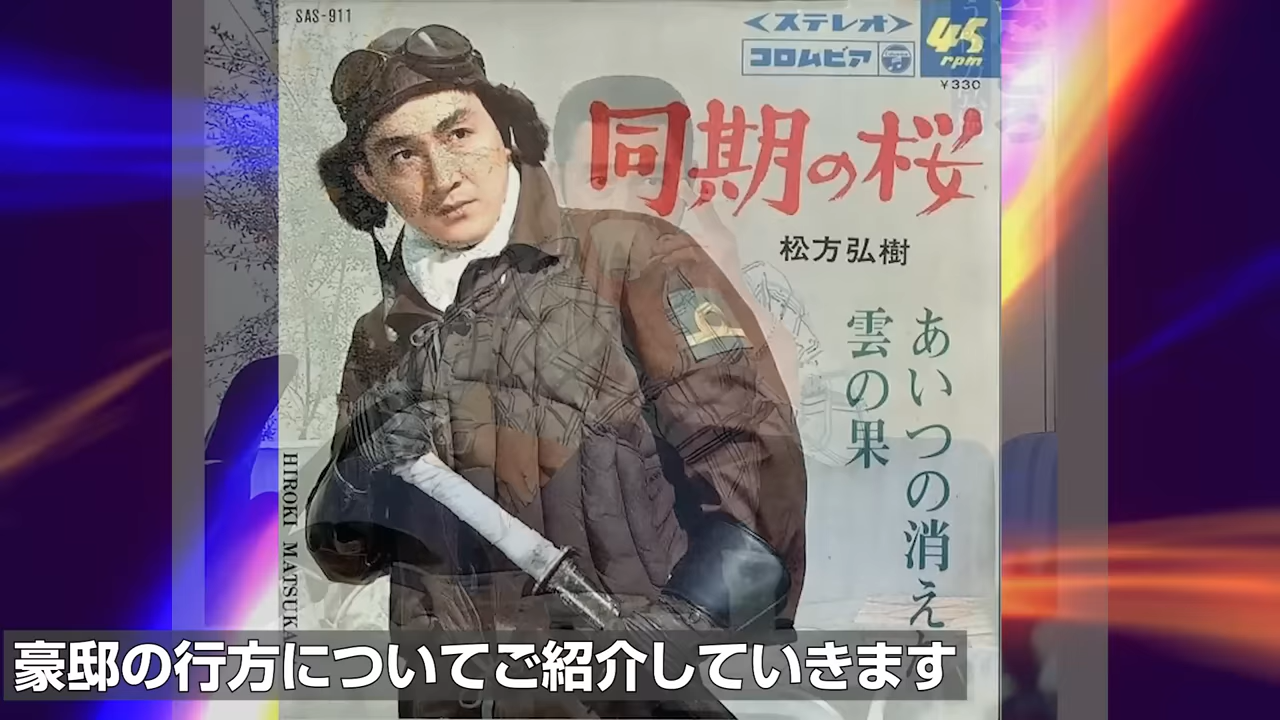 SAS-911
<ステレオ>
コロムビア
45
rpm
¥330
同期の桜
松方弘樹
あいつの消え
雲の果
HIROKI MATSUKA
豪邸の行方についてご紹介していきます